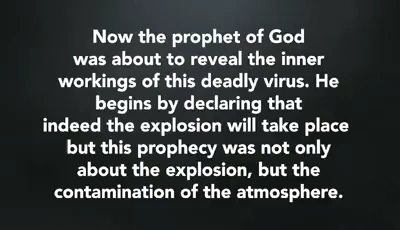 Now the prophet of God
was about to reveal the inner
workings of this deadly virus. He
begins by declaring that
indeed the explosion will take place
but this prophecy was not only
about the explosion, but the
contamination of the atmosphere.